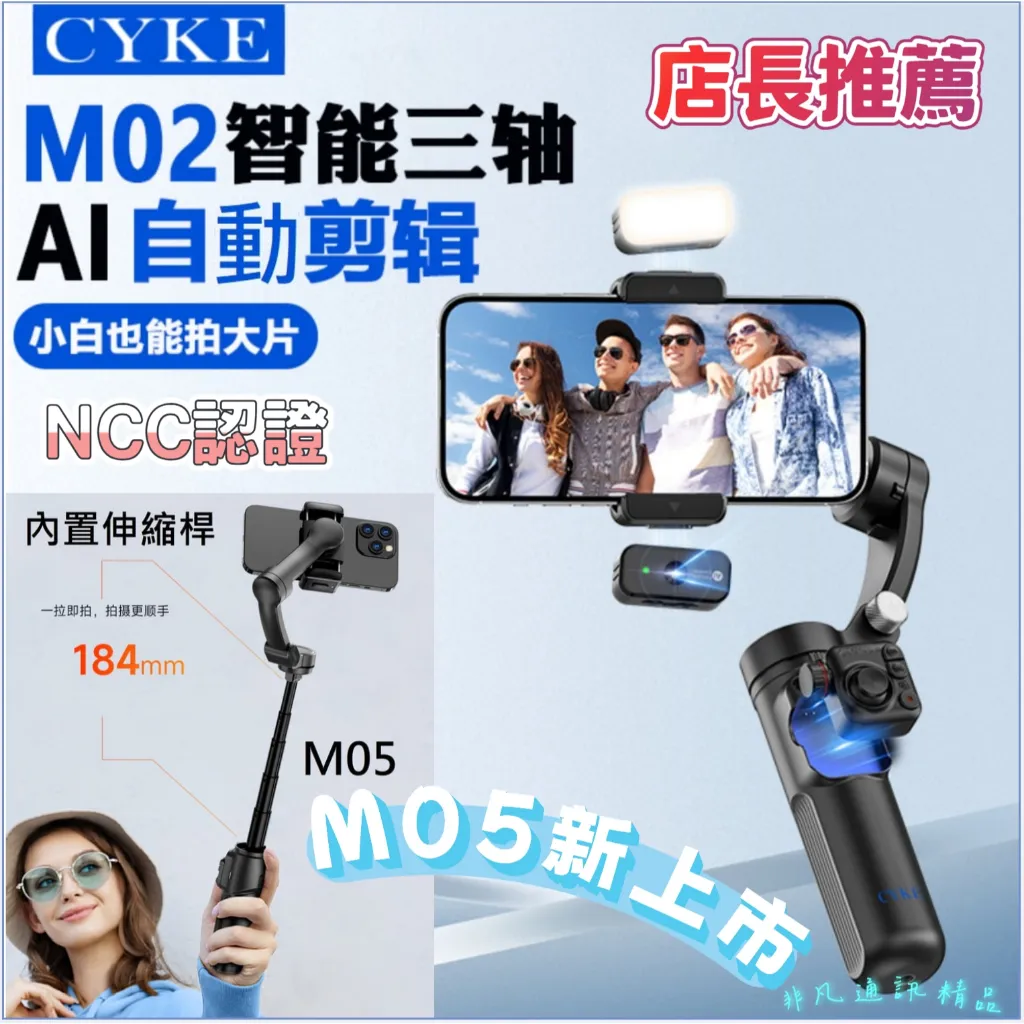 CYKE
店長推薦
M02智能三轴
AI自動剪辑
小白也能拍大片
NCC認證
內置伸縮桿
一拉即拍，拍摄更顺手
184mm
M05
M05新上市
CYKE
非凡通訊精品